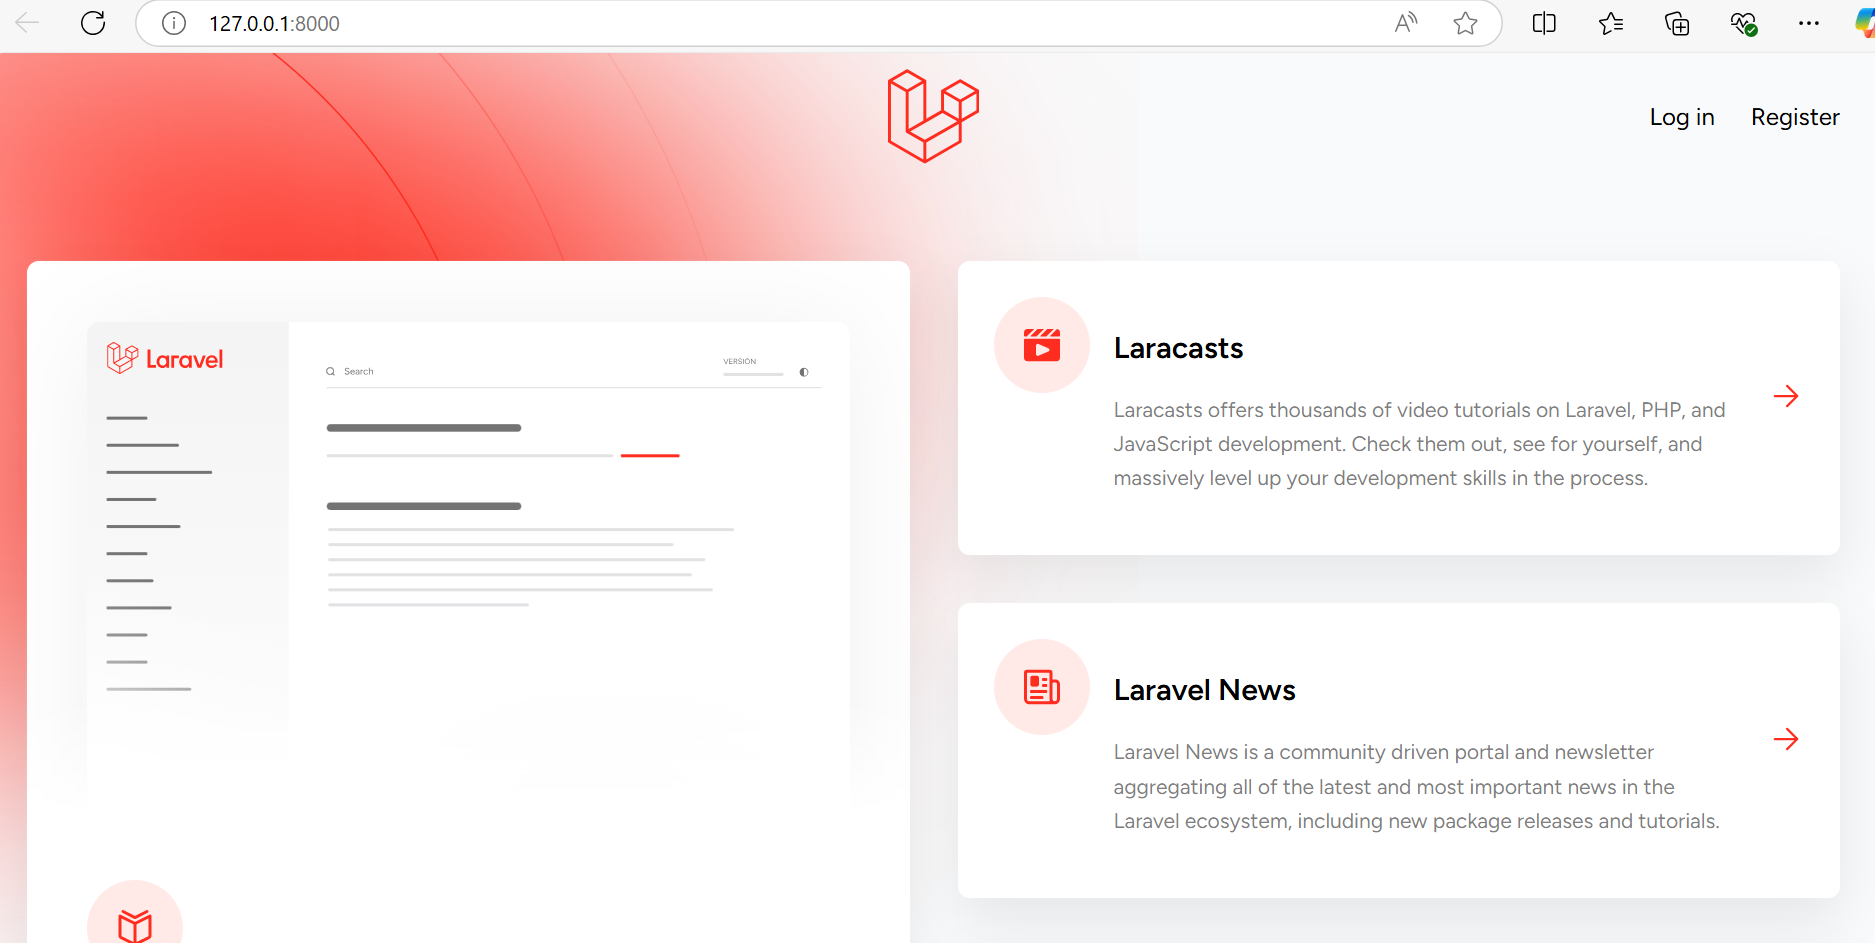 127.0.0.1:8000
Log in
Register
Laravel
Search
VERSION
Laracasts
Laracasts offers thousands of video tutorials on Laravel, PHP, and
JavaScript development. Check them out, see for yourself, and
massively level up your development skills in the process.
Laravel News
Laravel News is a community driven portal and newsletter
aggregating all of the latest and most important news in the
Laravel ecosystem, including new package releases and tutorials.